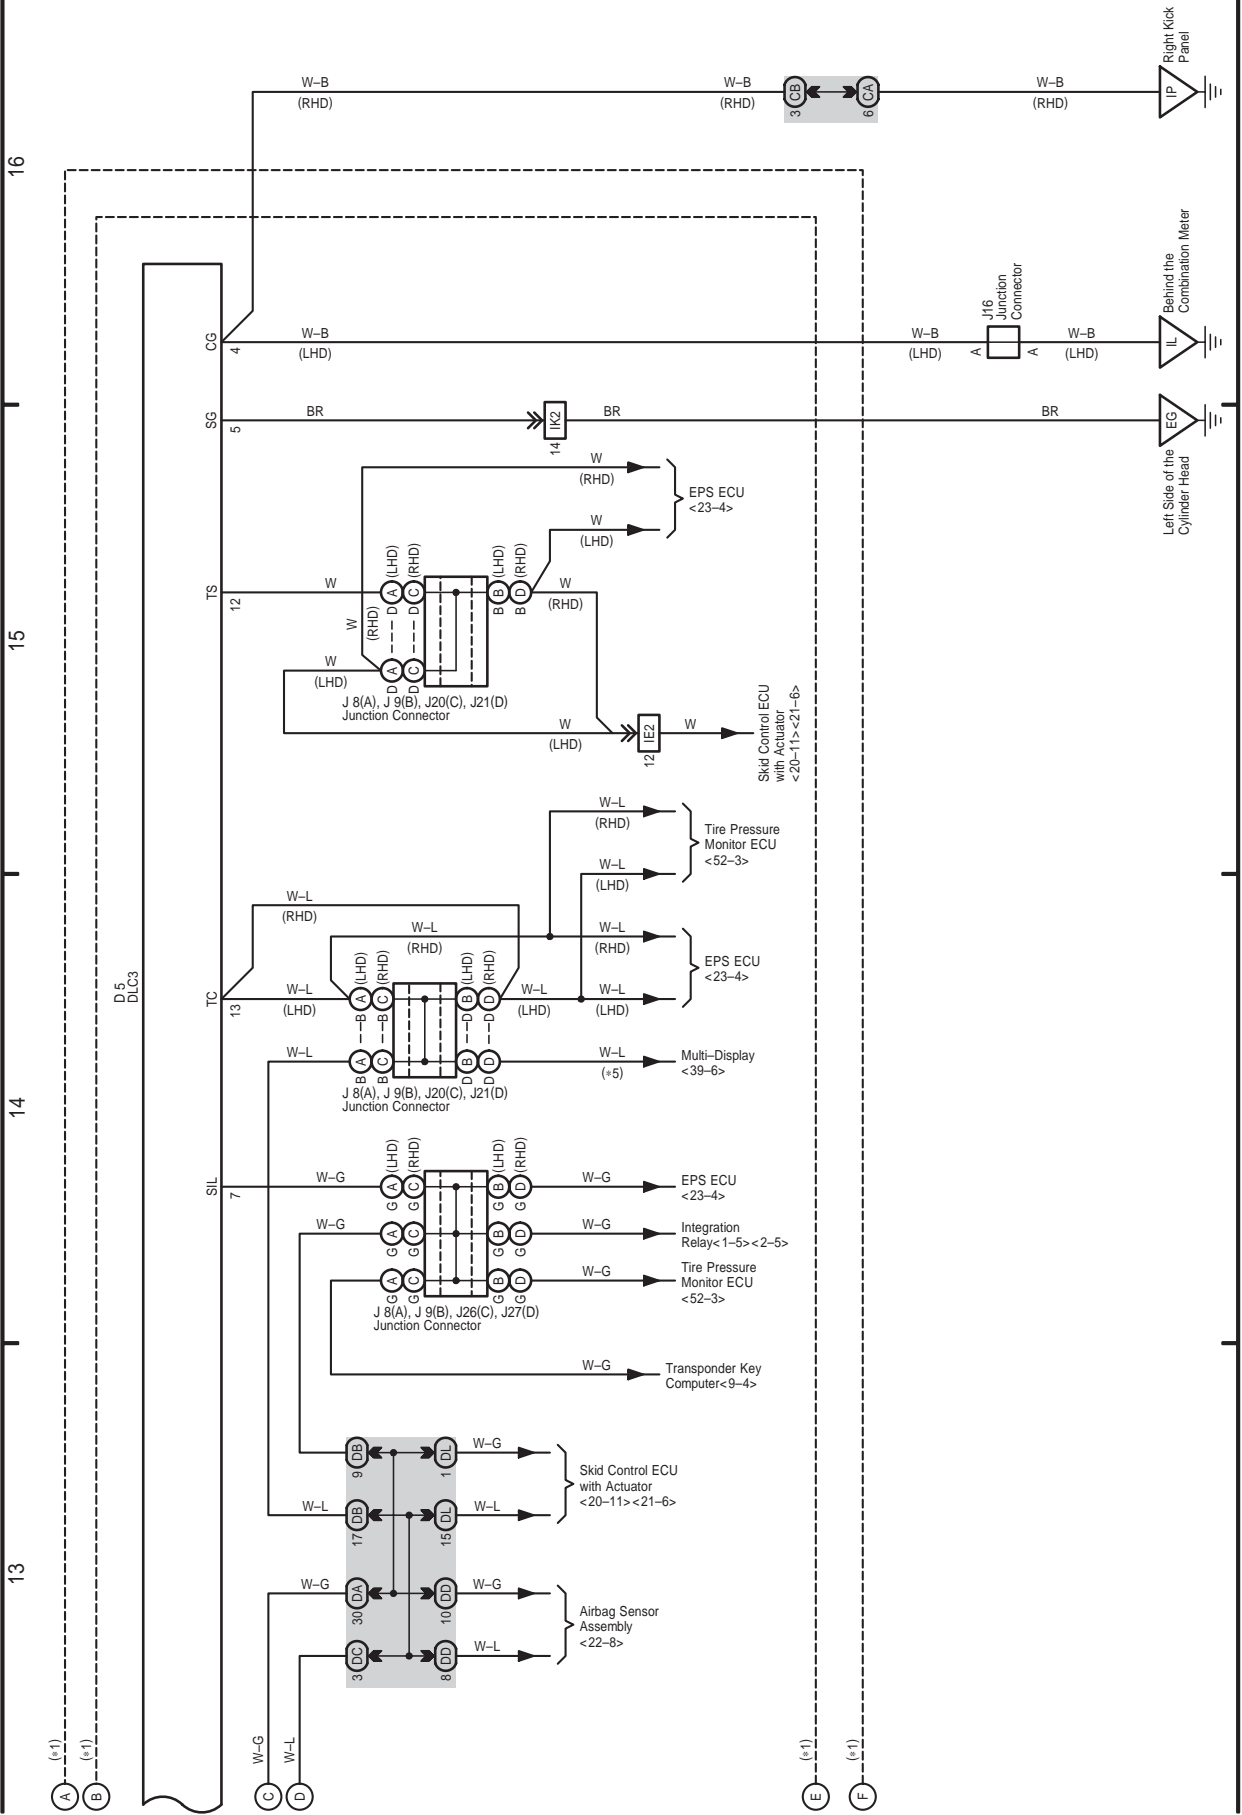 16
15
14
13
Right Kick
Panel
IP
W–B
(RHD)
W–B
(RHD)
3
CB
6
CA
W–B
(RHD)
CG
4
W–B
(LHD)
W–B
(LHD)
A
J16
Junction
Connector
A
W–B
(LHD)
IL
Behind the
Combination Meter
SG
5
BR
14
IK2
BR
BR
EG
Left Side of the
Cylinder Head
W
(RHD)
EPS ECU
<23–4>
W
(LHD)
TS
12
W
W
(RHD)
D A (LHD)
D C (RHD)
B B (LHD)
B D (RHD)
W
(RHD)
W
(LHD)
D A
D C
J 8(A), J 9(B), J20(C), J21(D)
Junction Connector
W
(LHD)
12
IE2
W
Skid Control ECU
with Actuator
<20–11><21–6>
D 5
DLC3
W–L
(RHD)
Tire Pressure
Monitor ECU
<52–3>
W–L
(LHD)
W–L
(RHD)
W–L
(RHD)
W–L
(RHD)
EPS ECU
<23–4>
TC
13
W–L
(LHD)
B A (LHD)
B C (RHD)
D B (LHD)
D D (RHD)
W–L
(LHD)
W–L
(LHD)
W–L
B A
B C
D B
D D
W–L
(*5)
Multi–Display
<39–6>
J 8(A), J 9(B), J20(C), J21(D)
Junction Connector
SIL
7
W–G
G A (LHD)
G C (RHD)
G B (LHD)
G D (RHD)
W–G
EPS ECU
<23–4>
W–G
G A
G C
G B
G D
W–G
Integration
Relay<1–5><2–5>
G A
G C
G B
G D
W–G
Tire Pressure
Monitor ECU
<52–3>
J 8(A), J 9(B), J26(C), J27(D)
Junction Connector
W–G
Transponder Key
Computer<9–4>
9
DB
1
DL
W–G
Skid Control ECU
with Actuator
<20–11><21–6>
W–L
17
DB
15
DL
W–L
W–G
30
DA
10
DD
W–G
Airbag Sensor
Assembly
<22–8>
3
DC
8
DD
W–L
A
(*1)
B
(*1)
C
W–G
D
W–L
E
(*1)
F
(*1)